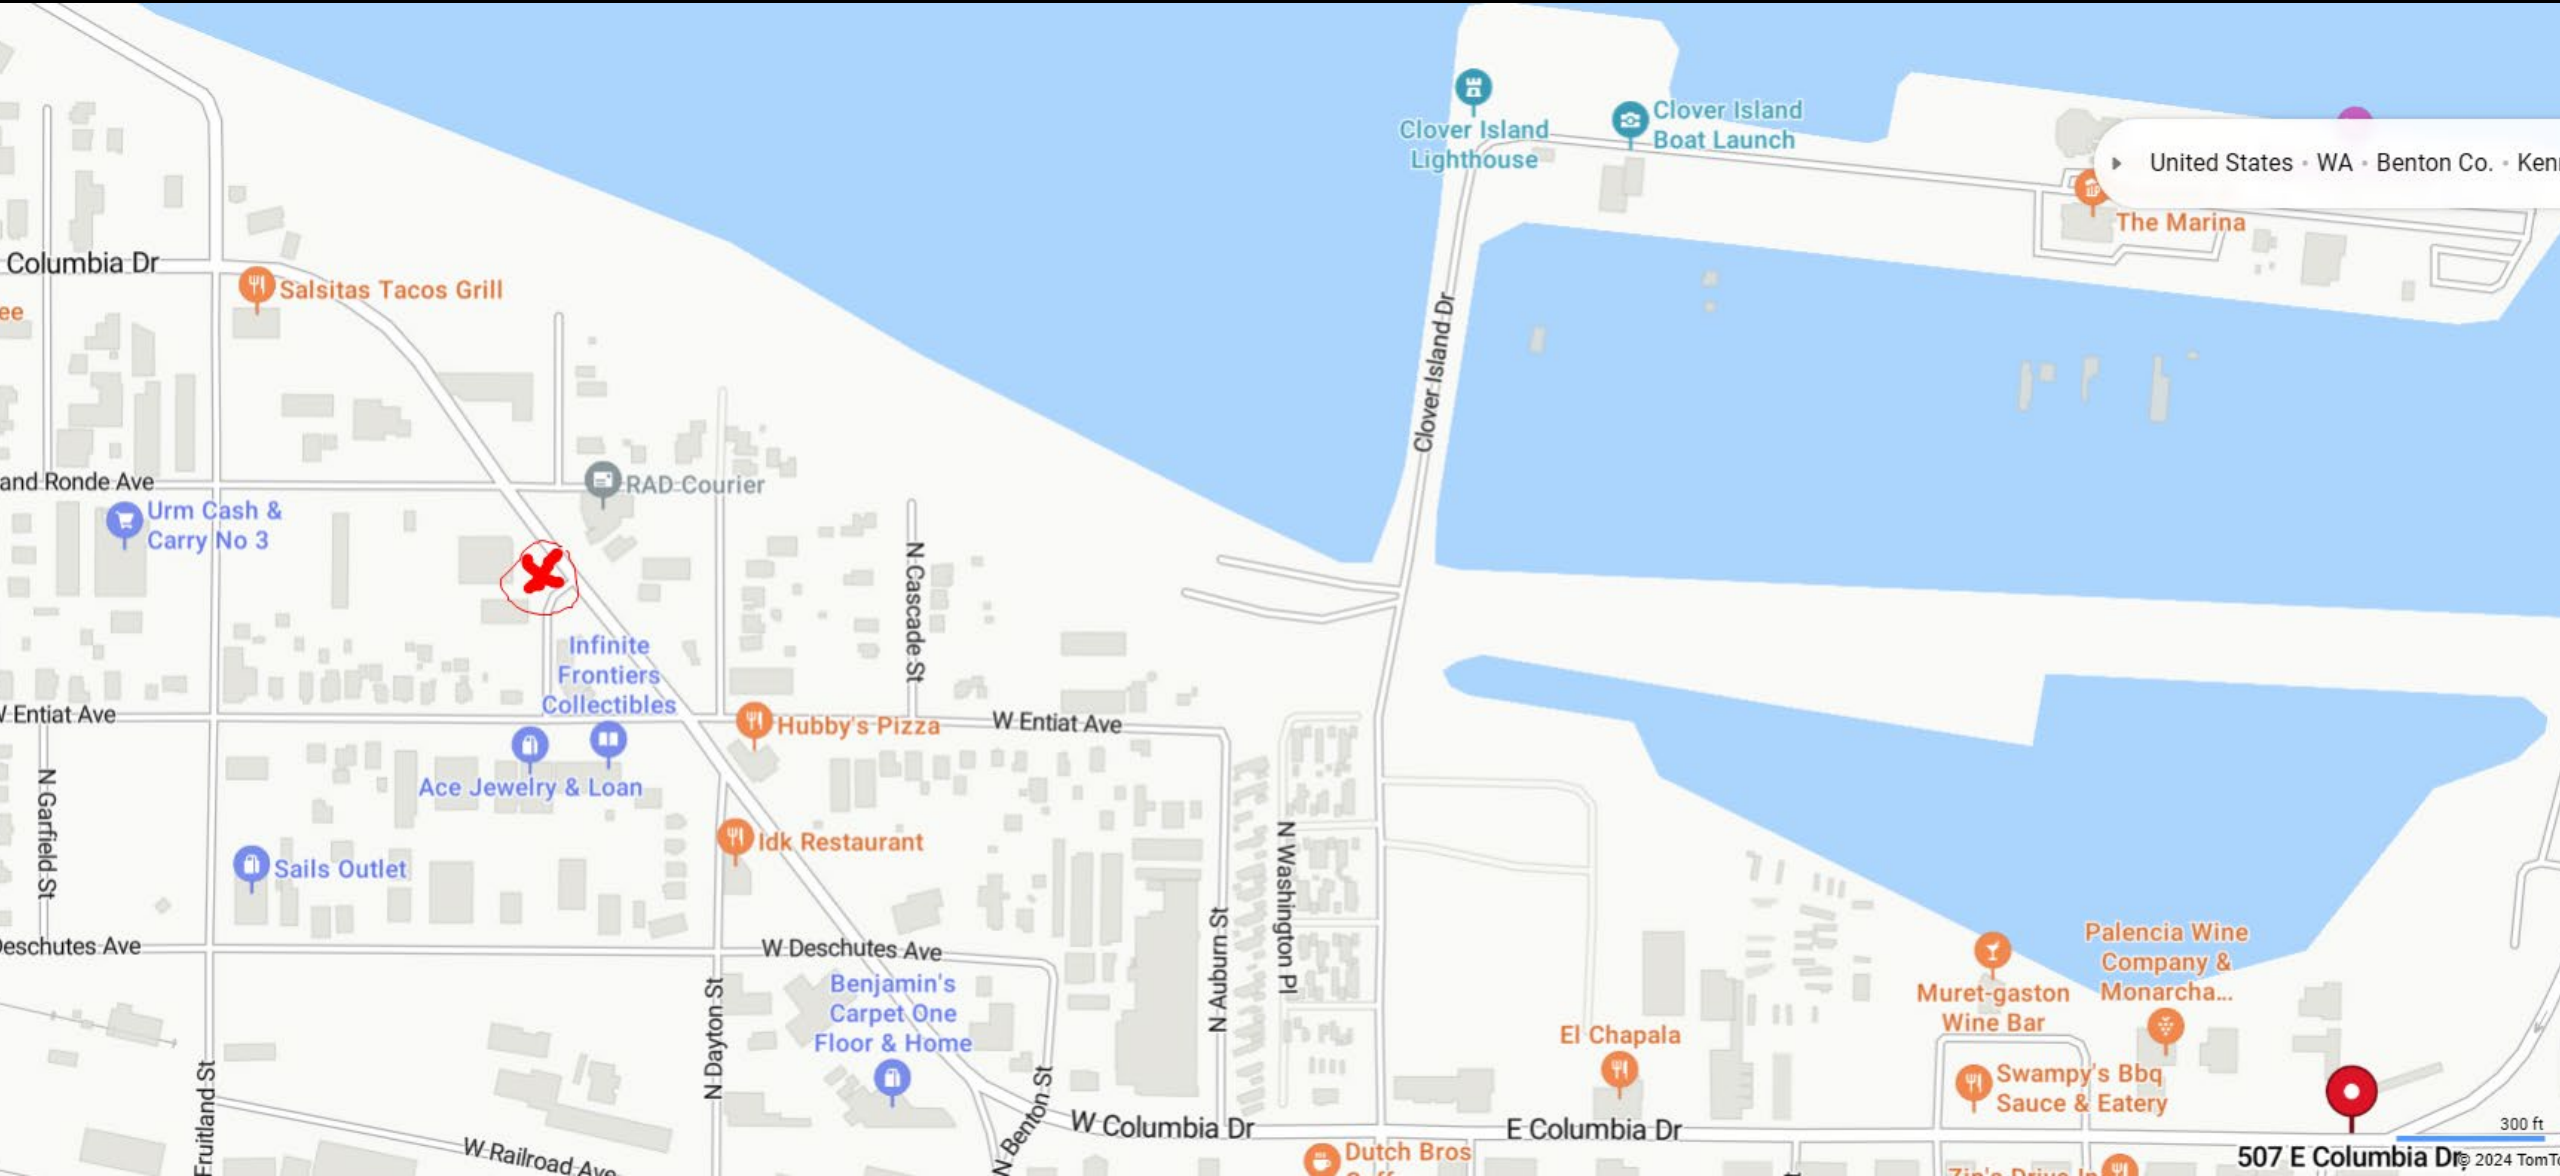 Clover Island
Lighthouse
Clover Island
Boat Launch
United States • WA • Benton Co. • Ken
The Marina
Columbia Dr
Salsitas Tacos Grill
ee
Clover Island Dr
and Ronde Ave
RAD Courier
Urm Cash &
Carry No 3
N Cascade St
Infinite
Frontiers
Collectibles
W Entiat Ave
Hubby's Pizza
W Entiat Ave
Ace Jewelry & Loan
N Garfield St
Idk Restaurant
Sails Outlet
N Washington Pl
N Auburn St
Deschutes Ave
W Deschutes Ave
N Dayton St
Benjamin's
Carpet One
Floor & Home
Palencia Wine
Company &
Monarcha...
Muret-gaston
Wine Bar
El Chapala
Swampy's Bbq
Sauce & Eatery
Fruitland St
W Railroad Ave
N Benton St
W Columbia Dr
E Columbia Dr
300 ft
Dutch Bros
507 E Columbia Dr,
© 2024 TomTo
Zip's Drive In